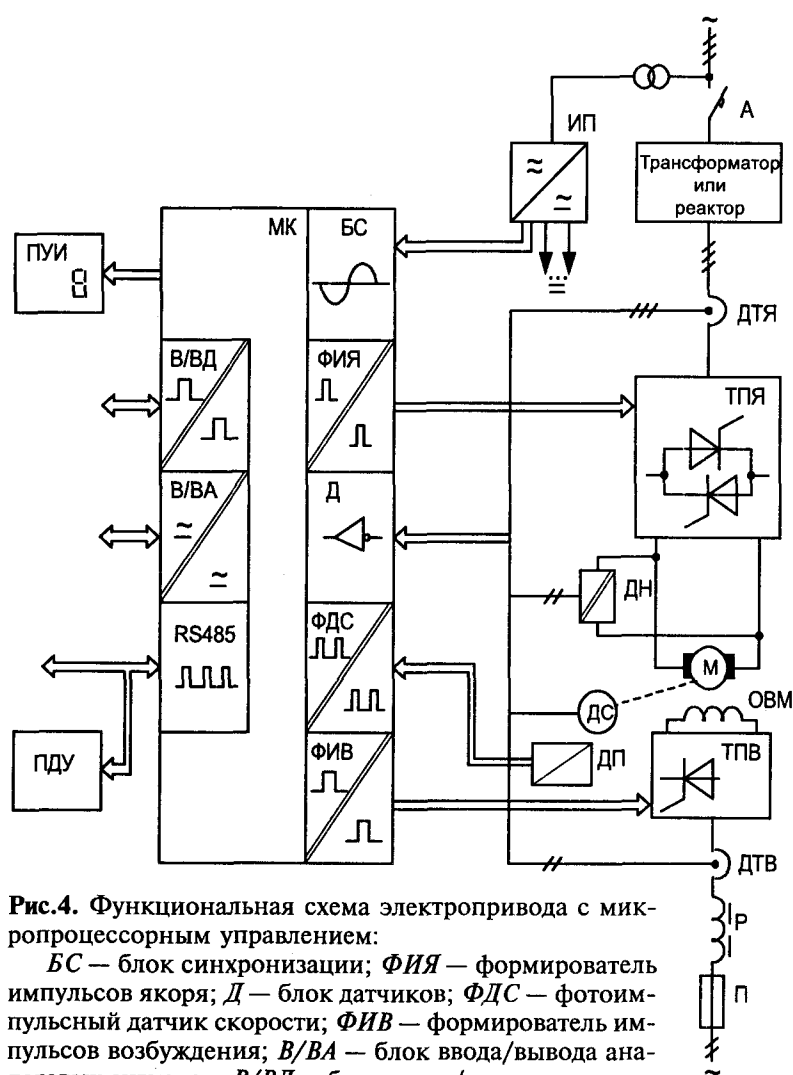 А
ИП
Трансформатор
или
реактор
МК
БС
ПУИ
ДТЯ
В/ВД
ФИЯ
ТПЯ
В/ВА
Д
ДН
RS485
ФДС
М
ДС
ОВМ
ПДУ
ФИВ
ДП
ТПВ
ДТВ
Р
П
Рис.4. Функциональная схема электропривода с мик-
ропроцессорным управлением:
БС — блок синхронизации; ФИЯ — формирователь
импульсов якоря; Д — блок датчиков; ФДС — фотоим-
пульсный датчик скорости; ФИВ — формирователь им-
пульсов возбуждения; В/ВА — блок ввода/вывода ана-